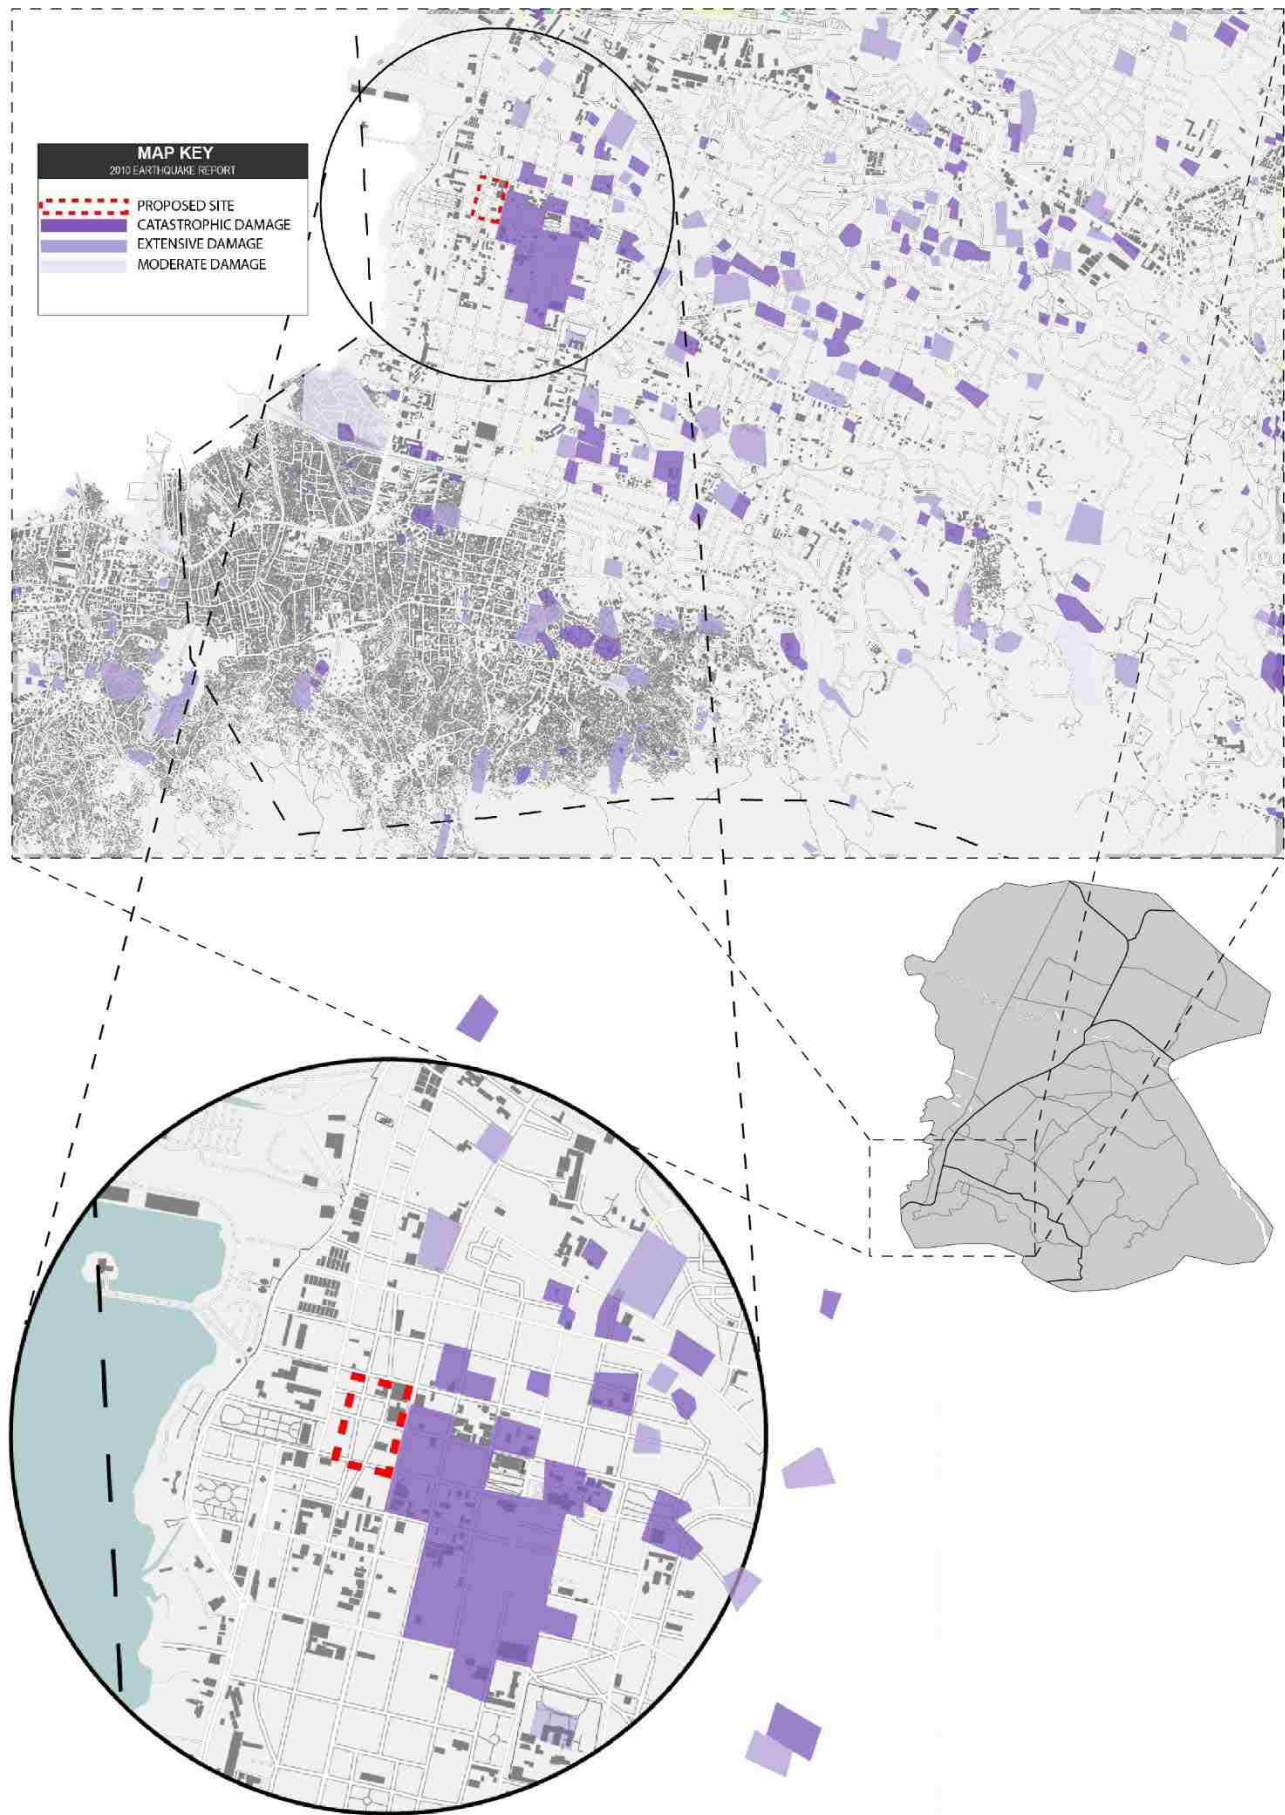 MAP KEY
2010 EARTHQUAKE REPORT
PROPOSED SITE
CATASTROPHIC DAMAGE
EXTENSIVE DAMAGE
MODERATE DAMAGE